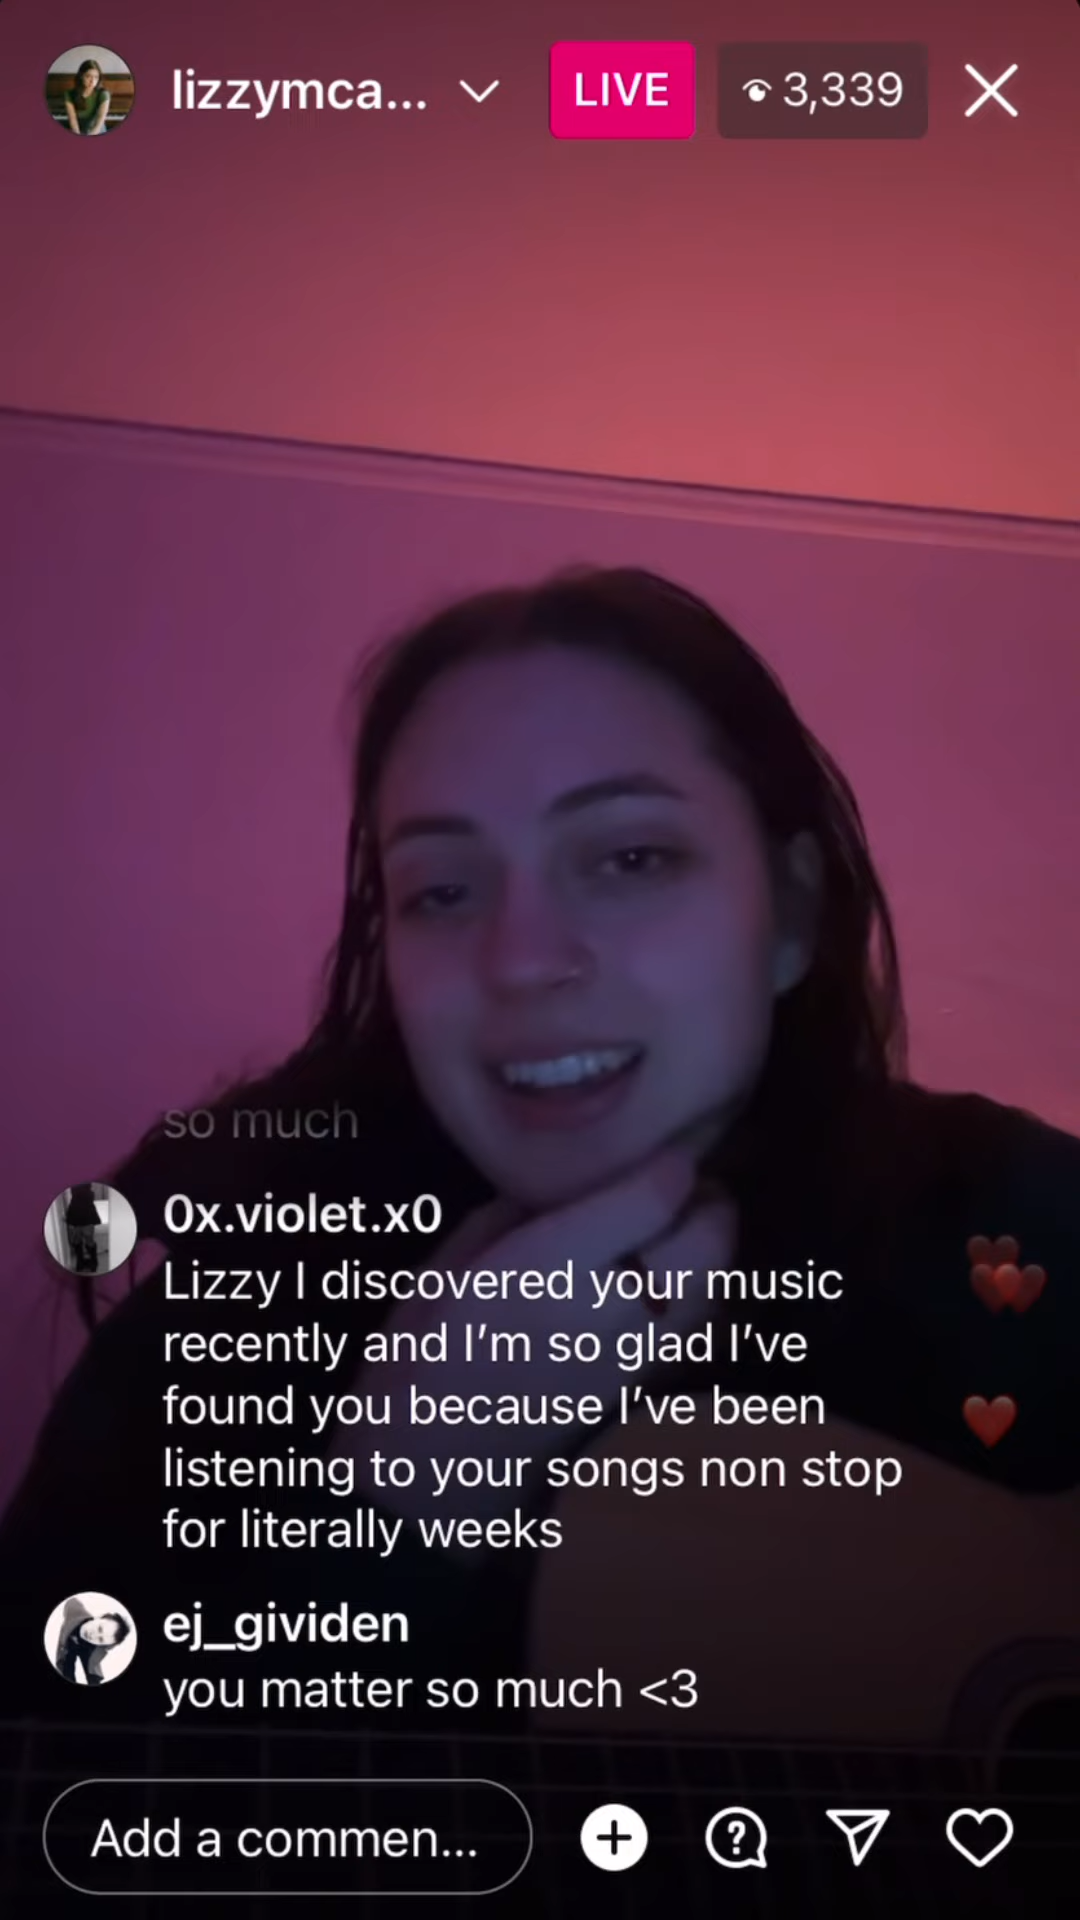 lizzymca...
LIVE
3,339
so much
0x.violet.x0
Lizzy I discovered your music
recently and I’m so glad I’ve
found you because I’ve been
listening to your songs non stop
for literally weeks
ej_gividen
you matter so much <3
Add a commen...